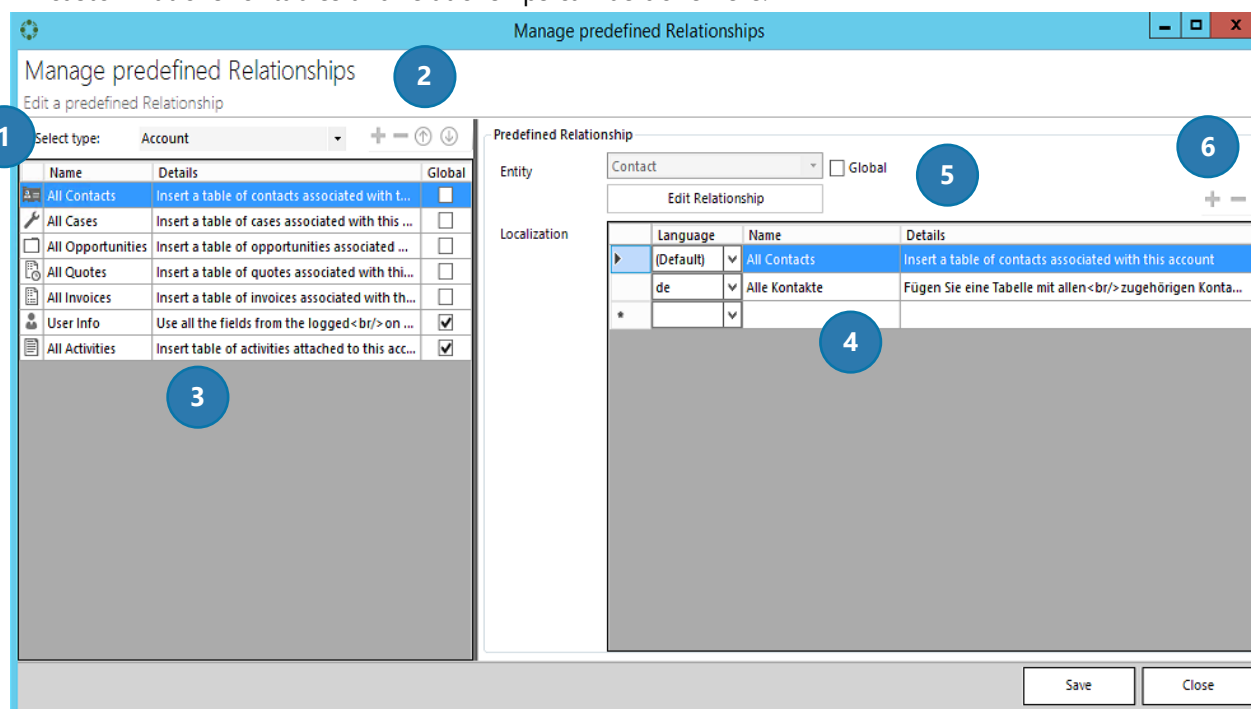 Manage predefined Relationships
X
Manage predefined Relationships
2
Edit a predefined Relationship
1
Select type: Account
Name Details Global
All Contacts Insert a table of contacts associated with t...
All Cases Insert a table of cases associated with this ...
All Opportunities Insert a table of opportunities associated ...
All Quotes Insert a table of quotes associated with thi...
All Invoices Insert a table of invoices associated with th...
User Info Use all the fields from the logged<br/>on ...
All Activities Insert table of activities attached to this acc...
3
Predefined Relationship
Entity Contact Global
5
6
Edit Relationship
Localization
Language Name Details
(Default) All Contacts Insert a table of contacts associated with this account
de Alle Kontakte Fügen Sie eine Tabelle mit allen<br/>zugehörigen Konta...
*
4
Save Close